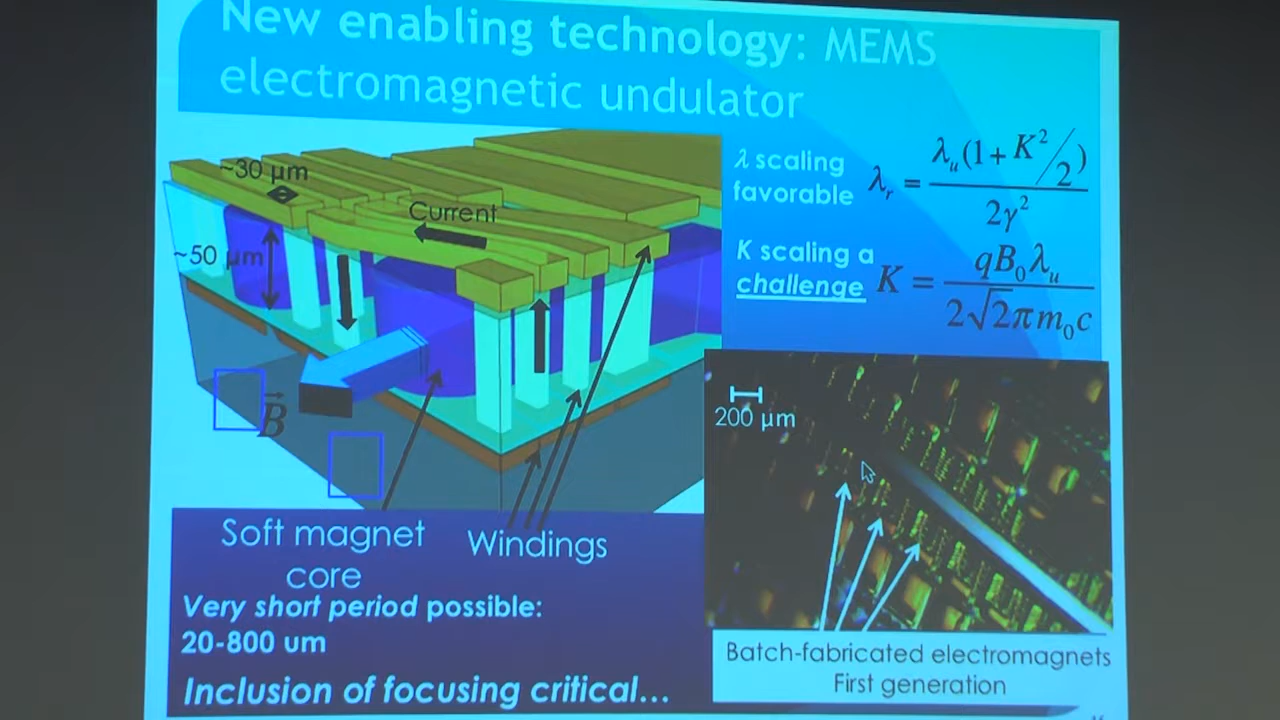 New enabling technology: MEMS
electromagnetic undulator
~30 μm
Current
~50 μm
B
Soft magnet
core
Windings
Very short period possible:
20-800 um
Inclusion of focusing critical...
λ scaling
favorable
λr = λu(1+K²/2) / 2γ²
K scaling a
challenge
K = qB₀λu / 2√2πm₀c
200 μm
Batch-fabricated electromagnets
First generation